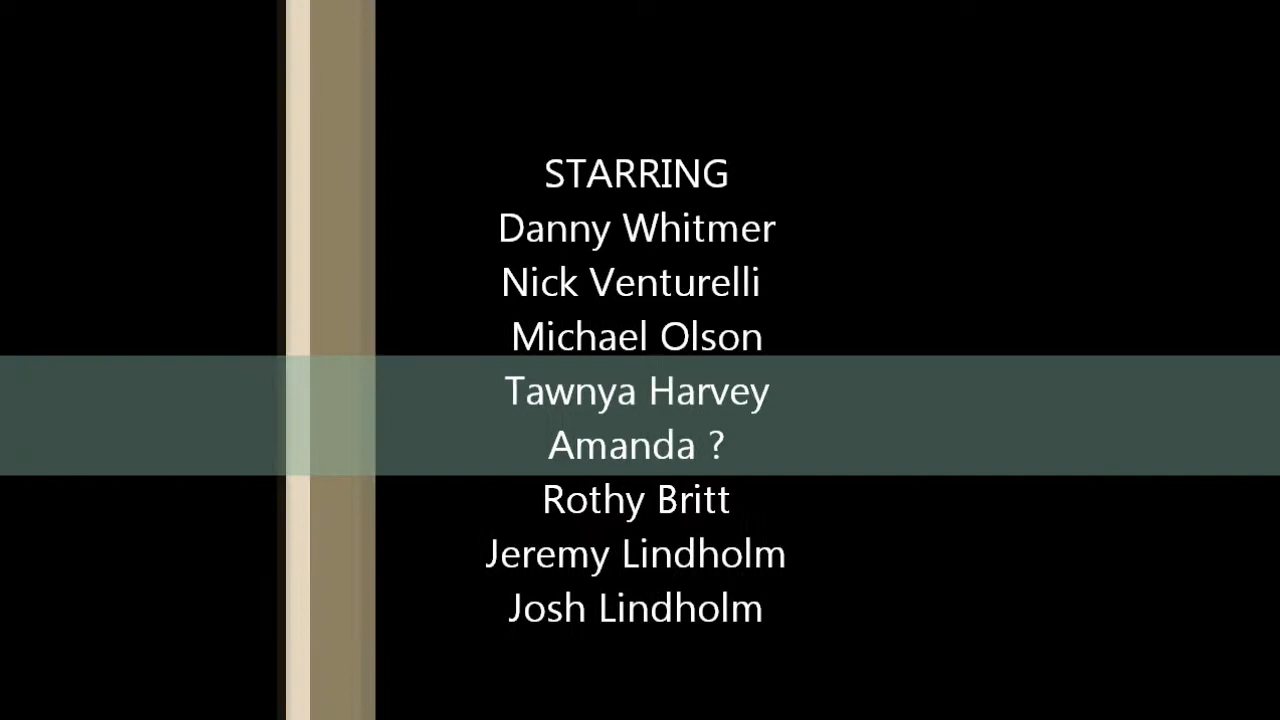 STARRING
Danny Whitmer
Nick Venturelli
Michael Olson
Tawnya Harvey
Amanda ?
Rothy Britt
Jeremy Lindholm
Josh Lindholm